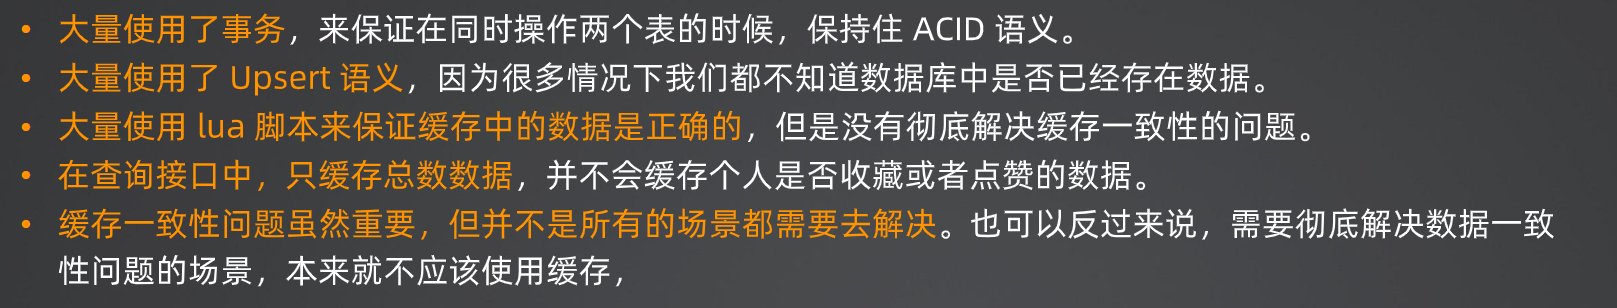 • 大量使用了事务，来保证在同时操作两个表的时候，保持住 ACID 语义。
• 大量使用了 Upsert 语义，因为很多情况下我们都不知道数据库中是否已经存在数据。
• 大量使用 lua 脚本来保证缓存中的数据是正确的，但是没有彻底解决缓存一致性的问题。
• 在查询接口中，只缓存总数数据，并不会缓存个人是否收藏或者点赞的数据。
• 缓存一致性问题虽然重要，但并不是所有的场景都需要去解决。也可以反过来说，需要彻底解决数据一致
性问题的场景，本来就不应该使用缓存，